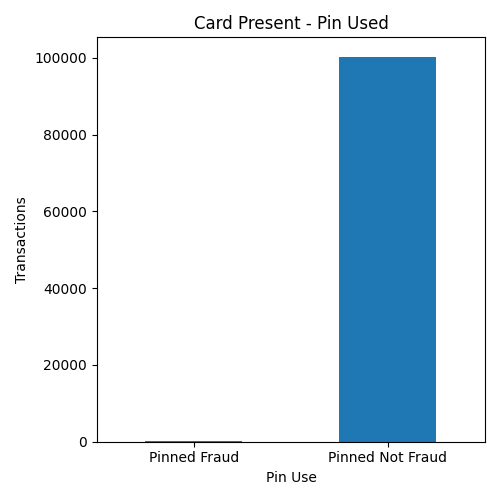 Card Present - Pin Used
Transactions
100000
80000
60000
40000
20000
0
Pinned Fraud
Pinned Not Fraud
Pin Use